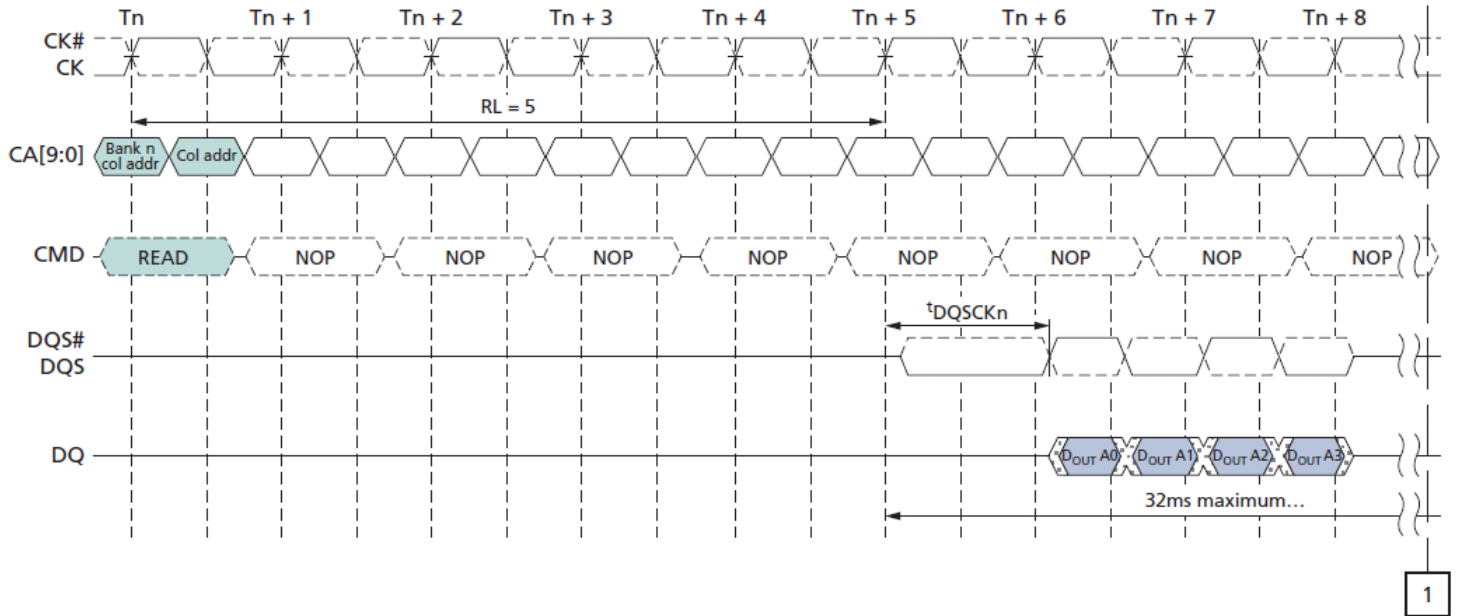 Tn Tn + 1 Tn + 2 Tn + 3 Tn + 4 Tn + 5 Tn + 6 Tn + 7 Tn + 8
CK#
CK
RL = 5
CA[9:0] Bank n
col addr Col addr
CMD READ NOP NOP NOP NOP NOP NOP NOP NOP
tDQSCKn
DQS#
DQS
DQ DOUT A0 DOUT A1 DOUT A2 DOUT A3
32ms maximum…
1